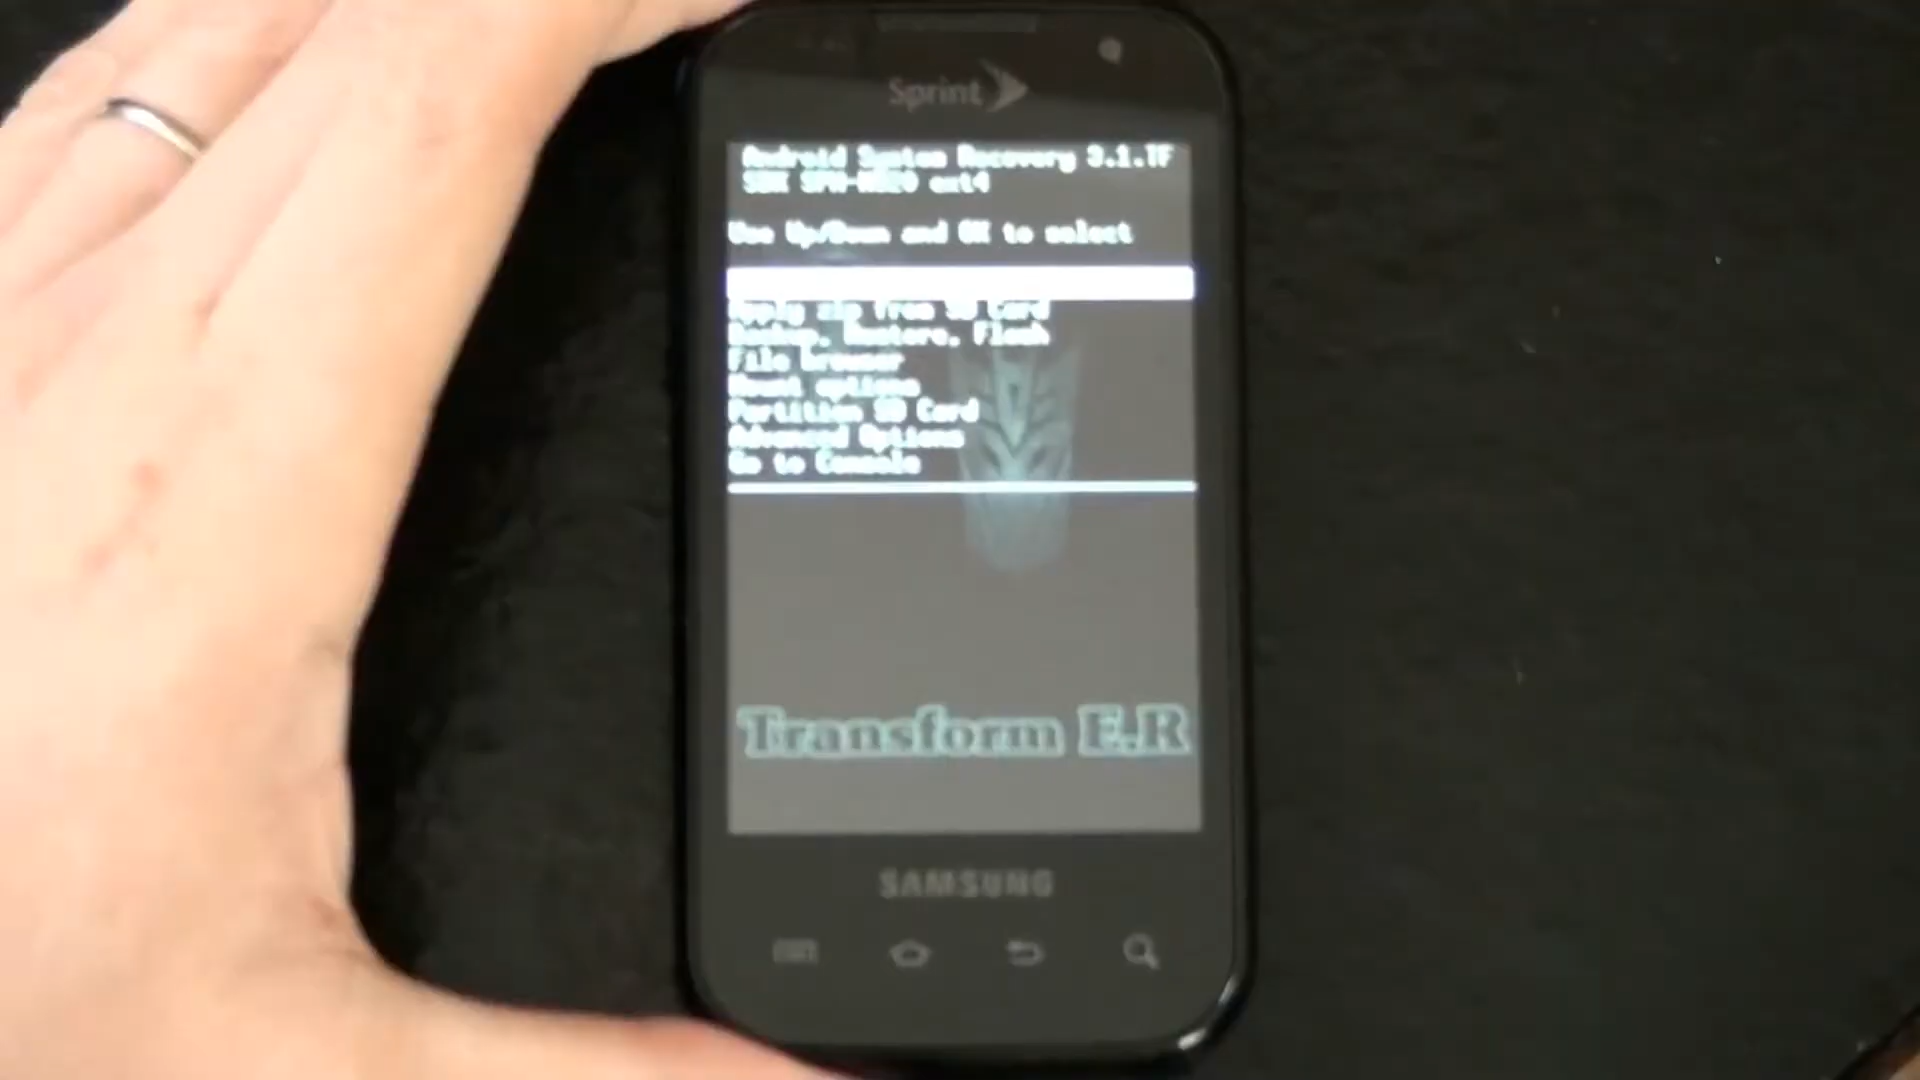 Sprint
Android System Recovery 3.1.TF
SDX SPH-M920 ext4
Use Up/Down and OK to select
Apply zip from SD Card
Backup, Restore, Flash
File Browser
Mount options
Partition SD Card
Advanced Options
Go to Console
Transform E.R
SAMSUNG